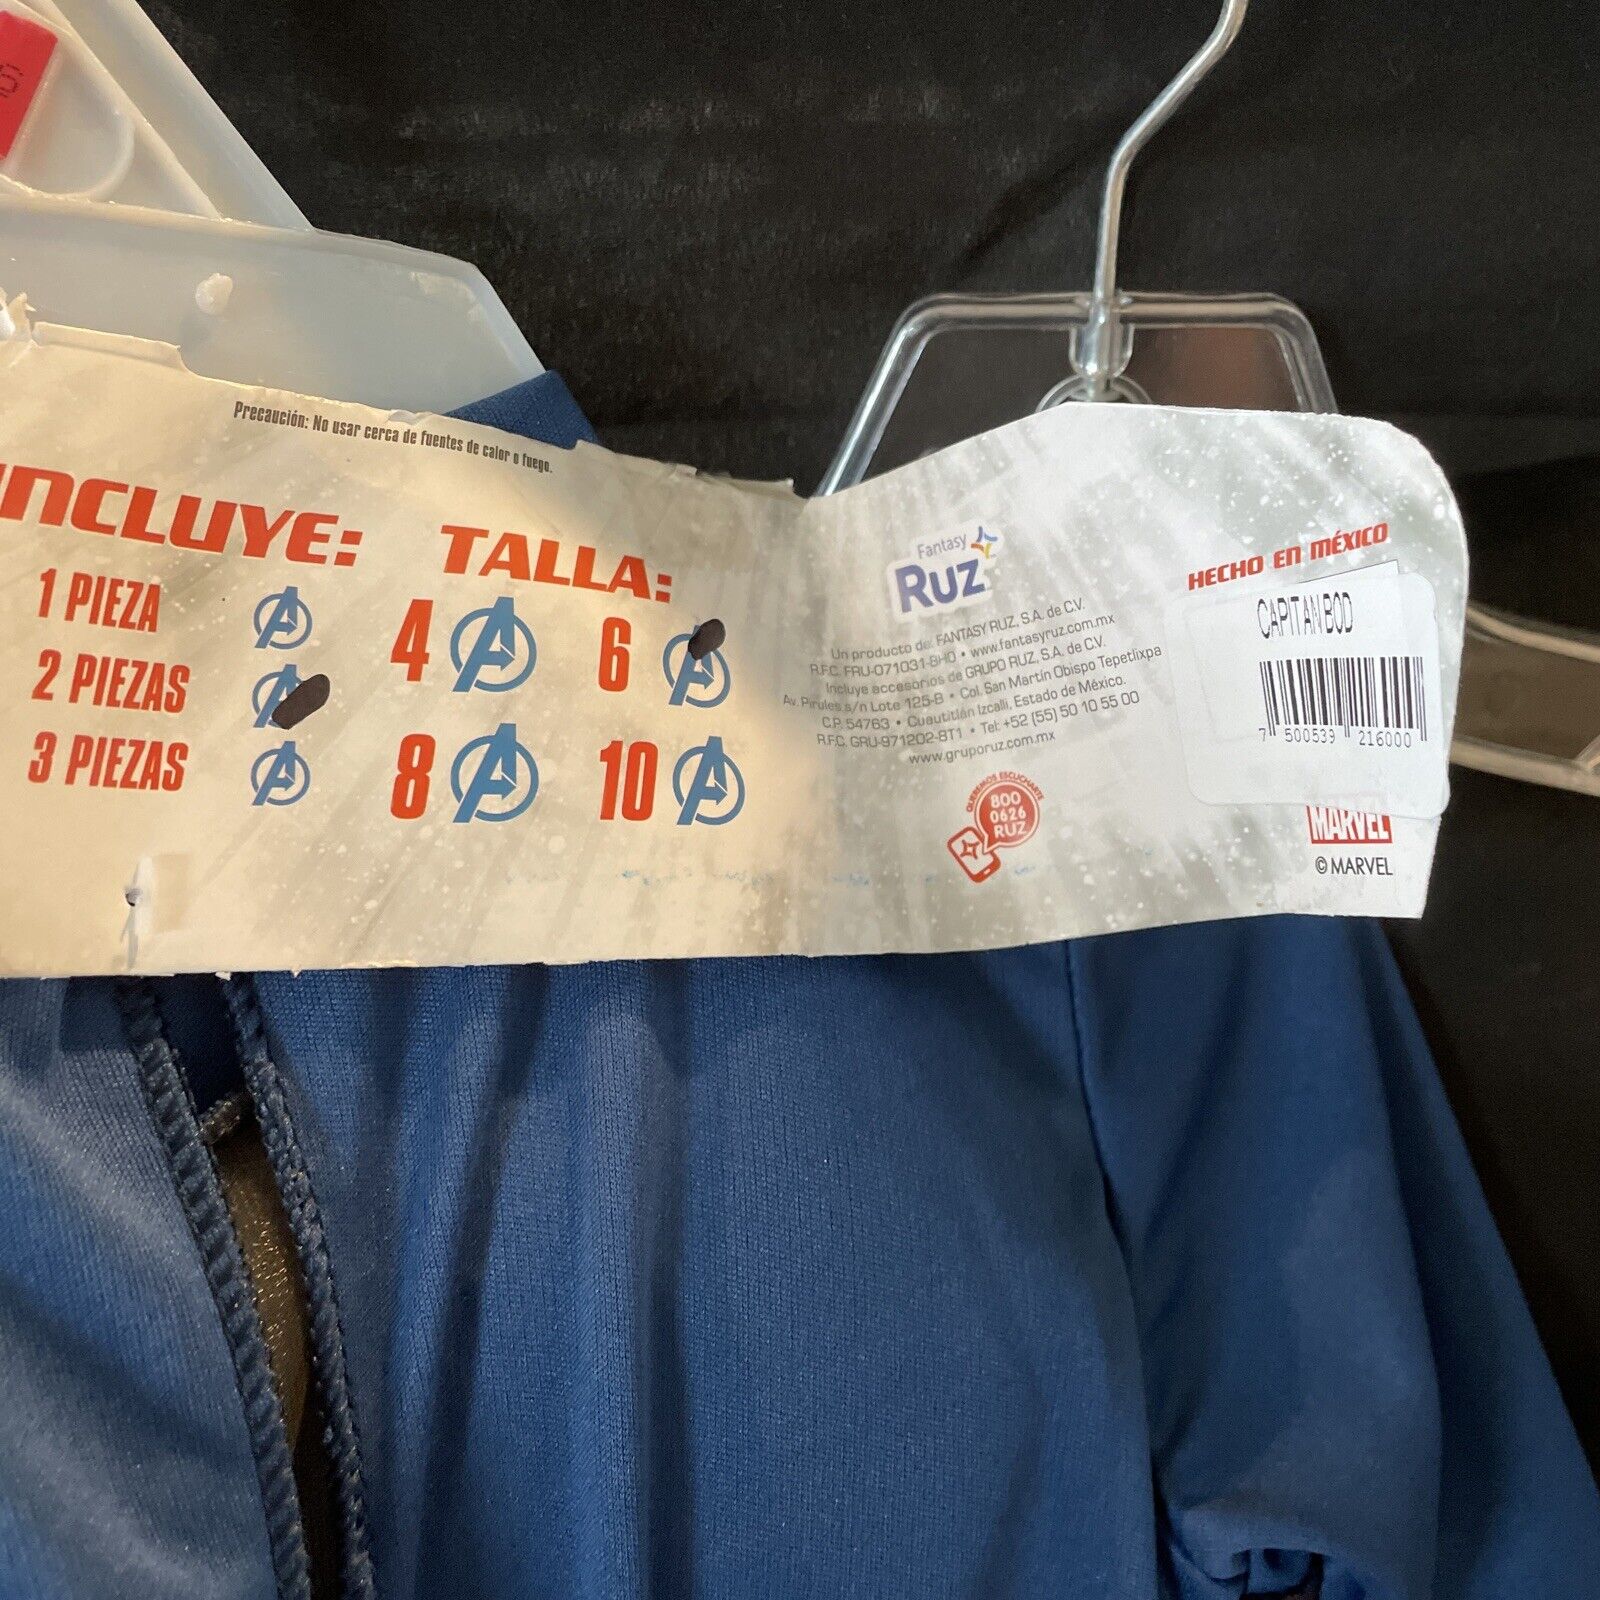 Precaución: No usar cerca de fuentes de calor o fuego.
INCLUYE:
1 PIEZA
2 PIEZAS
3 PIEZAS
TALLA:
4 6
8 10
Fantasy
Ruz
Un producto de: FANTASY RUZ, S.A. de C.V.
R.F.C. FRU-071031-8H0 • www.fantasyruz.com.mx
Incluye accesorios de GRUPO RUZ, S.A. de C.V.
Av. Pirules s/n Lote 125-B • Col. San Martín Obispo Tepetlixpa
C.P. 54763 • Cuautitlán Izcalli, Estado de México.
R.F.C. GRU-971202-8T1 • Tel: +52 (55) 50 10 55 00
www.gruporuz.com.mx
QUEREMOS ESCUCHARTE
800
0626
RUZ
HECHO EN MÉXICO
CAPITAN BOD
7 500539 216000
MARVEL
© MARVEL